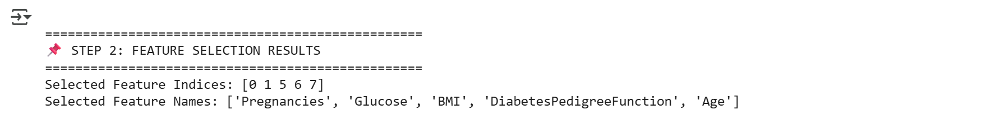 ==================================================
📌 STEP 2: FEATURE SELECTION RESULTS
==================================================
Selected Feature Indices: [0 1 5 6 7]
Selected Feature Names: ['Pregnancies', 'Glucose', 'BMI', 'DiabetesPedigreeFunction', 'Age']